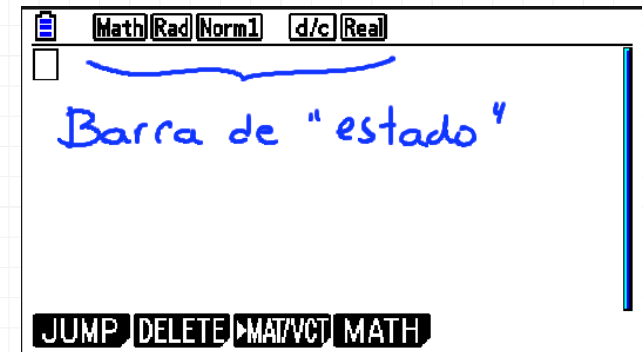 Math Rad Norm1 d/c Real
Barra de "estado"
JUMP DELETE ►MAT/VCT MATH